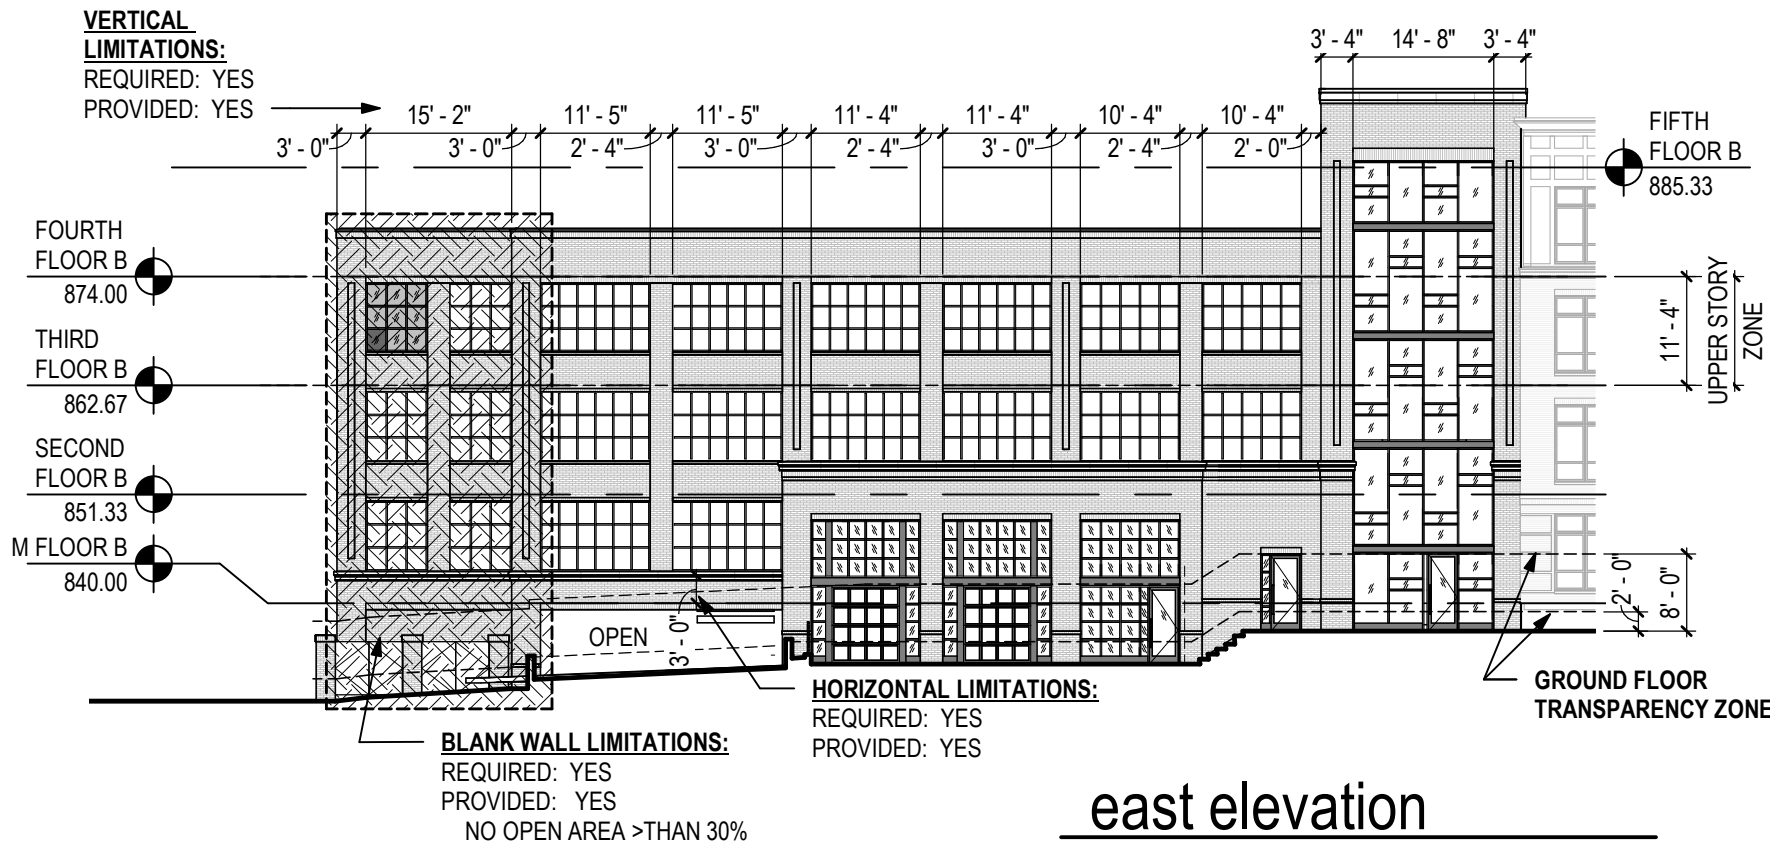 VERTICAL
LIMITATIONS:
REQUIRED: YES
PROVIDED: YES
3' - 4" 14' - 8" 3' - 4"
15' - 2" 11' - 5" 11' - 5" 11' - 4" 11' - 4" 10' - 4" 10' - 4"
3' - 0" 3' - 0" 2' - 4" 3' - 0" 2' - 4" 3' - 0" 2' - 4" 2' - 0"
FIFTH
FLOOR B
885.33
FOURTH
FLOOR B
874.00
THIRD
FLOOR B
862.67
SECOND
FLOOR B
851.33
M FLOOR B
840.00
11' - 4"
UPPER STORY
ZONE
2' - 0"
8' - 0"
OPEN
3' - 0"
GROUND FLOOR
TRANSPARENCY ZONE
HORIZONTAL LIMITATIONS:
REQUIRED: YES
PROVIDED: YES
BLANK WALL LIMITATIONS:
REQUIRED: YES
PROVIDED: YES
NO OPEN AREA >THAN 30%
east elevation